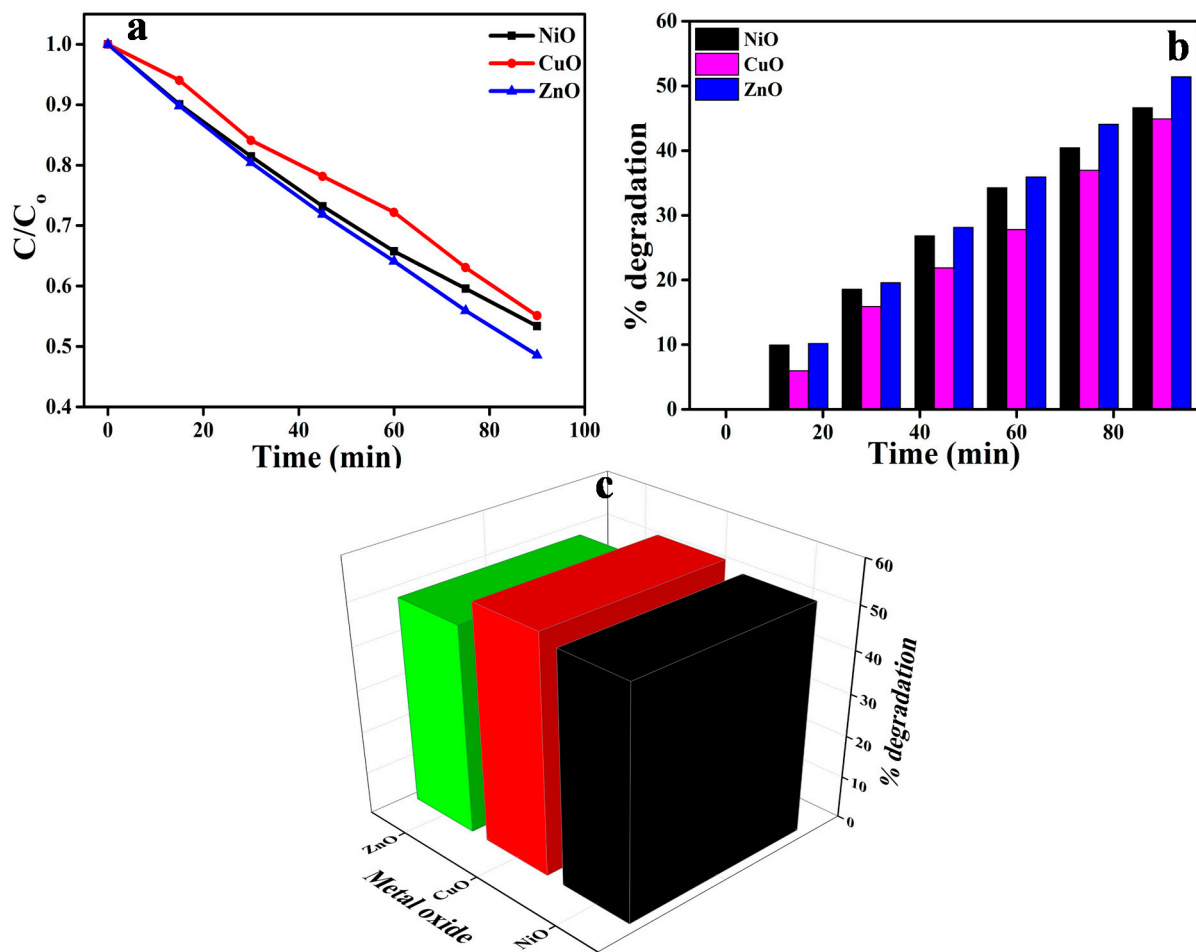 a
NiO
CuO
ZnO
1.0
0.9
0.8
0.7
0.6
0.5
0.4
C/Co
0 20 40 60 80 100
Time (min)
b
NiO
CuO
ZnO
60
50
40
30
20
10
0
% degradation
0 20 40 60 80
Time (min)
c
60
50
40
30
20
10
0
% degradation
ZnO
CuO
NiO
Metal oxide